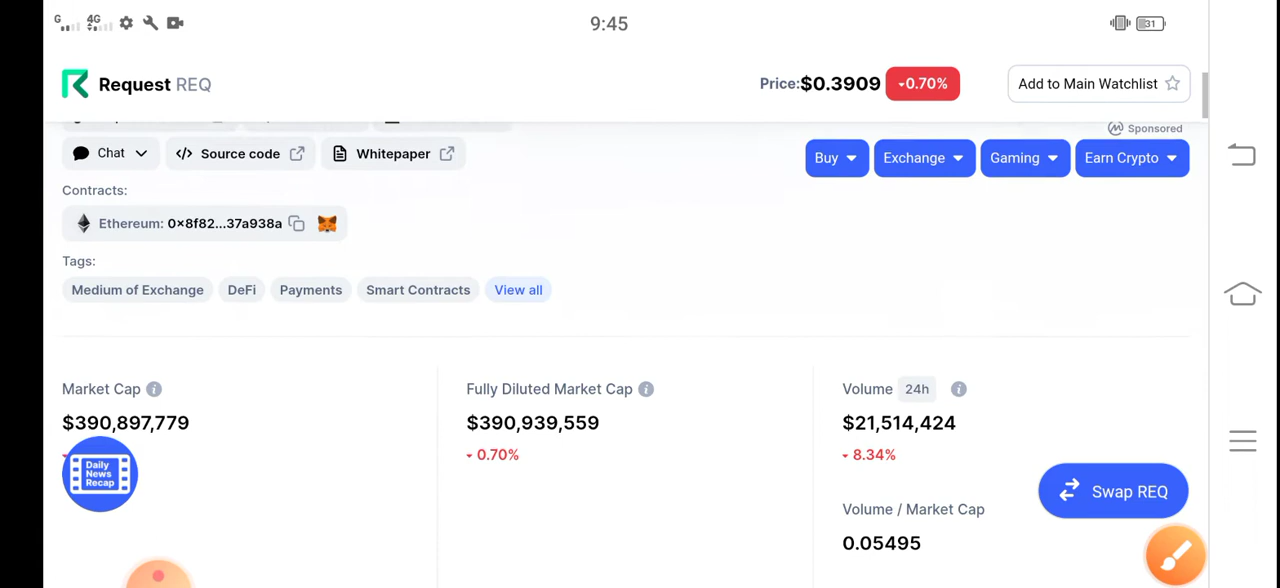 G 4G 9:45 31
Request REQ Price:$0.3909 -0.70% Add to Main Watchlist
Sponsored
Chat Source code Whitepaper Buy Exchange Gaming Earn Crypto
Contracts:
Ethereum: 0x8f82...37a938a
Tags:
Medium of Exchange DeFi Payments Smart Contracts View all
Market Cap Fully Diluted Market Cap Volume 24h
$390,897,779 $390,939,559 $21,514,424
0.70% 8.34%
Daily
News
Recap
Swap REQ
Volume / Market Cap
0.05495